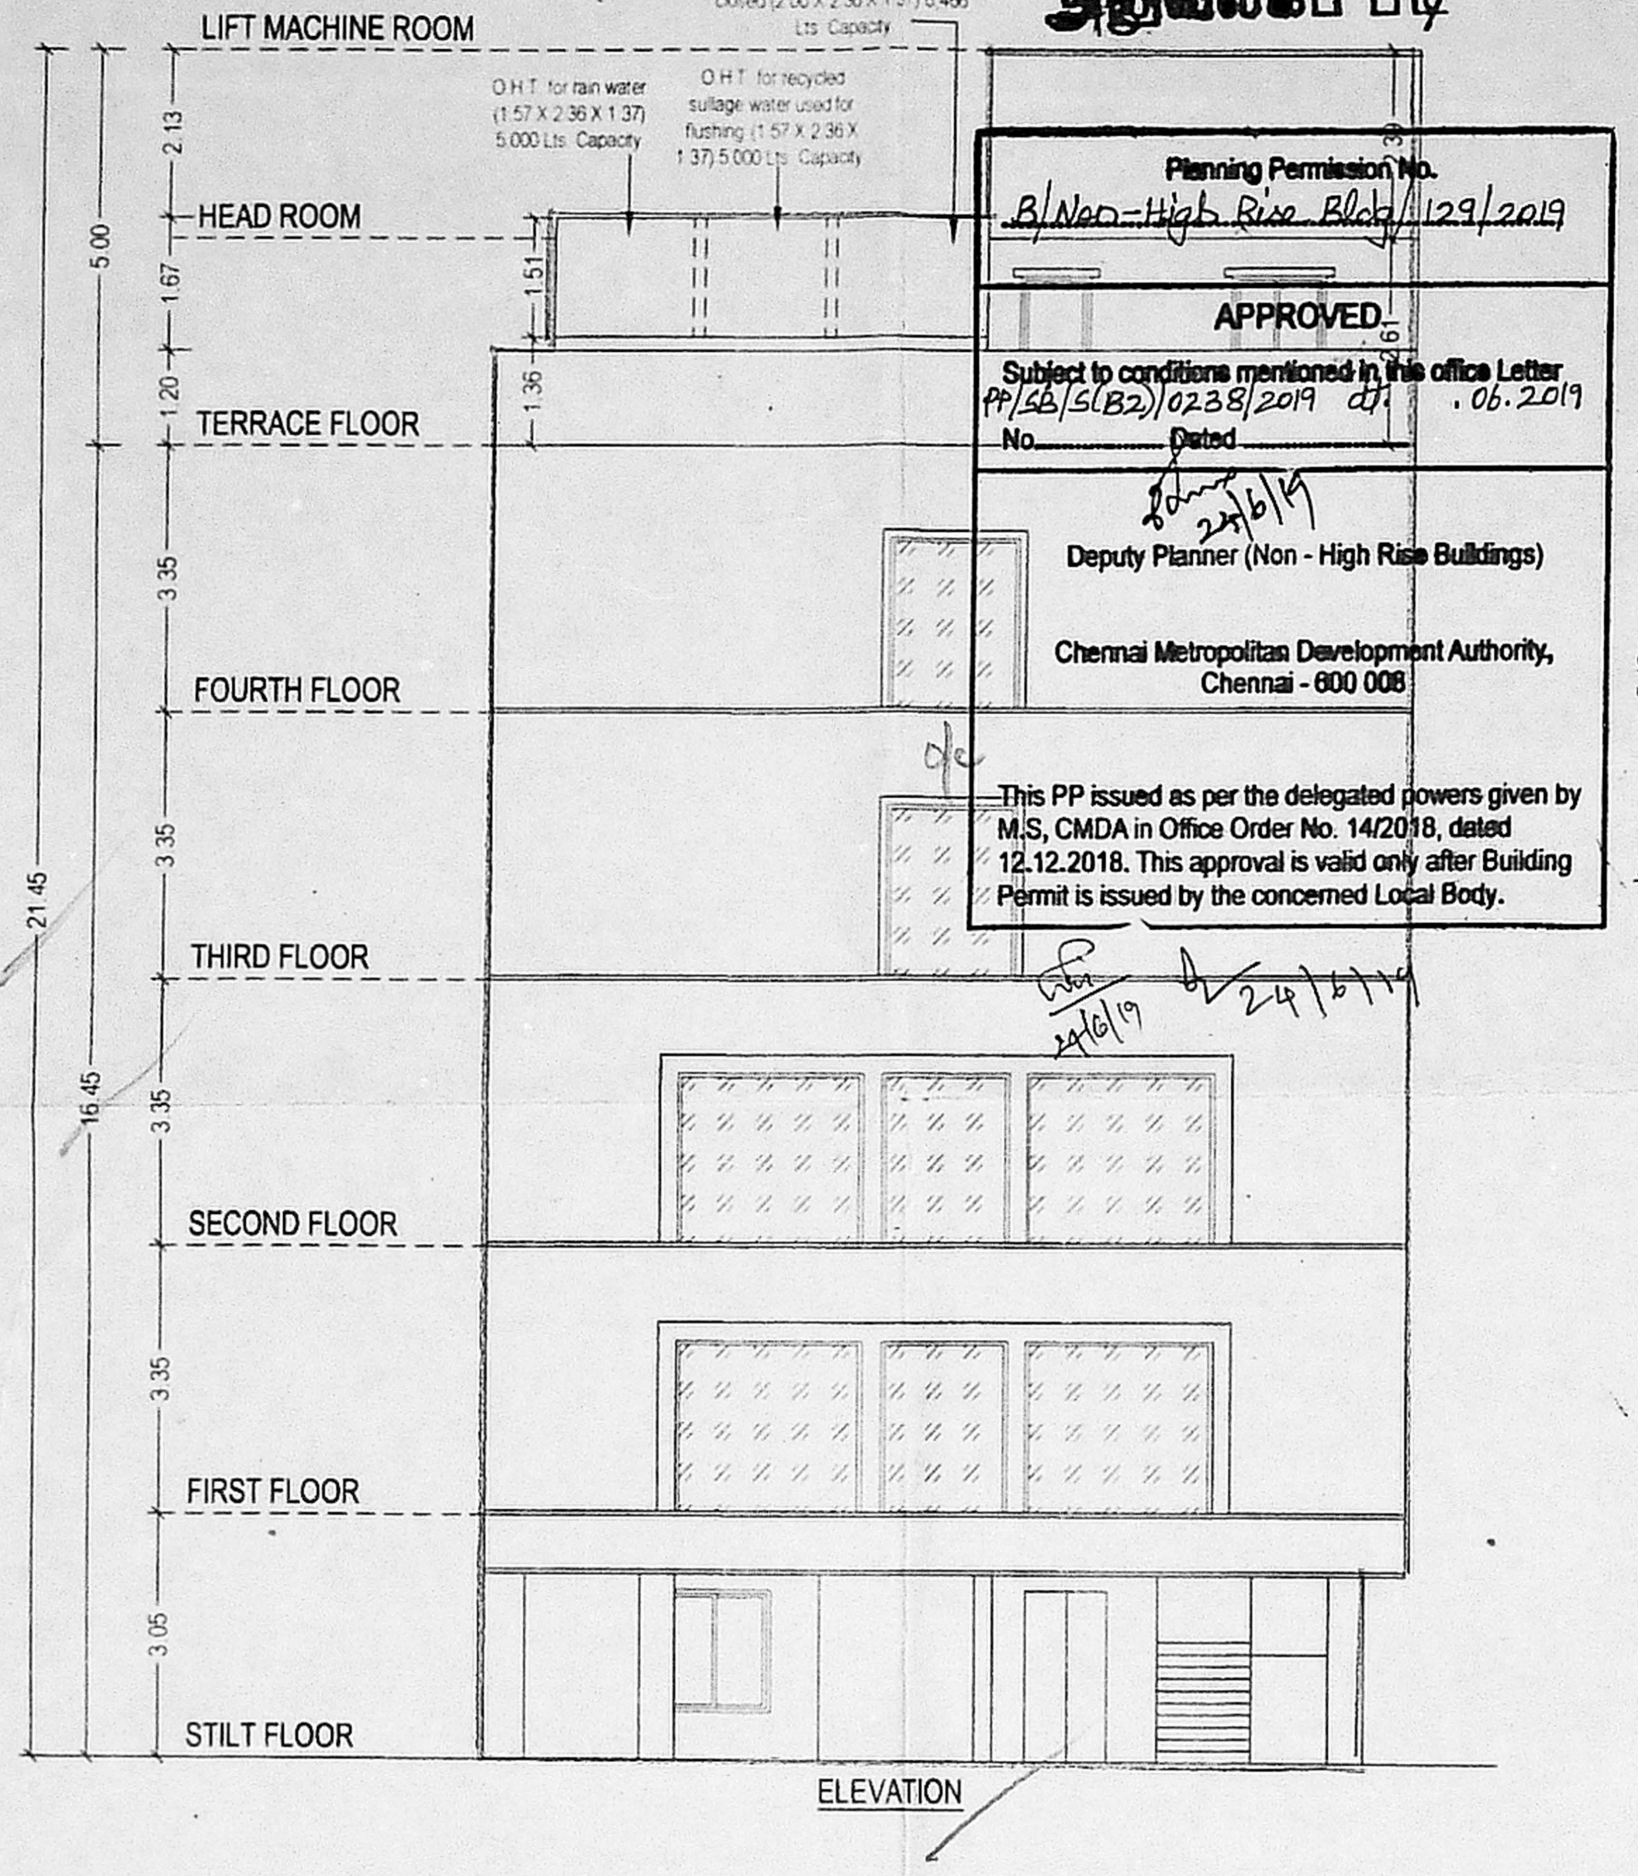 Lts Capacity
LIFT MACHINE ROOM
O.H.T. for rain water
(1.57 X 2.36 X 1.37)
5.000 Lts. Capacity
O.H.T. for recycled
sullage water used for
flushing (1.57 X 2.36 X
1.37) 5.000 Lts. Capacity
2.13
HEAD ROOM
5.00
1.67
1.51
1.20
1.36
2.61
TERRACE FLOOR
Planning Permission No.
B/Non-High Rise Bldg/129/2019
APPROVED
Subject to conditions mentioned in this office Letter
PP/SB/S(B2)/0238/2019 dt. .06.2019
No. Dated
24/6/19
Deputy Planner (Non - High Rise Buildings)
Chennai Metropolitan Development Authority,
Chennai - 600 008
This PP issued as per the delegated powers given by
M.S, CMDA in Office Order No. 14/2018, dated
12.12.2018. This approval is valid only after Building
Permit is issued by the concerned Local Body.
24/6/19
24/6/19
3.35
FOURTH FLOOR
o/c
3.35
21.45
THIRD FLOOR
3.35
16.45
SECOND FLOOR
3.35
FIRST FLOOR
3.05
STILT FLOOR
ELEVATION